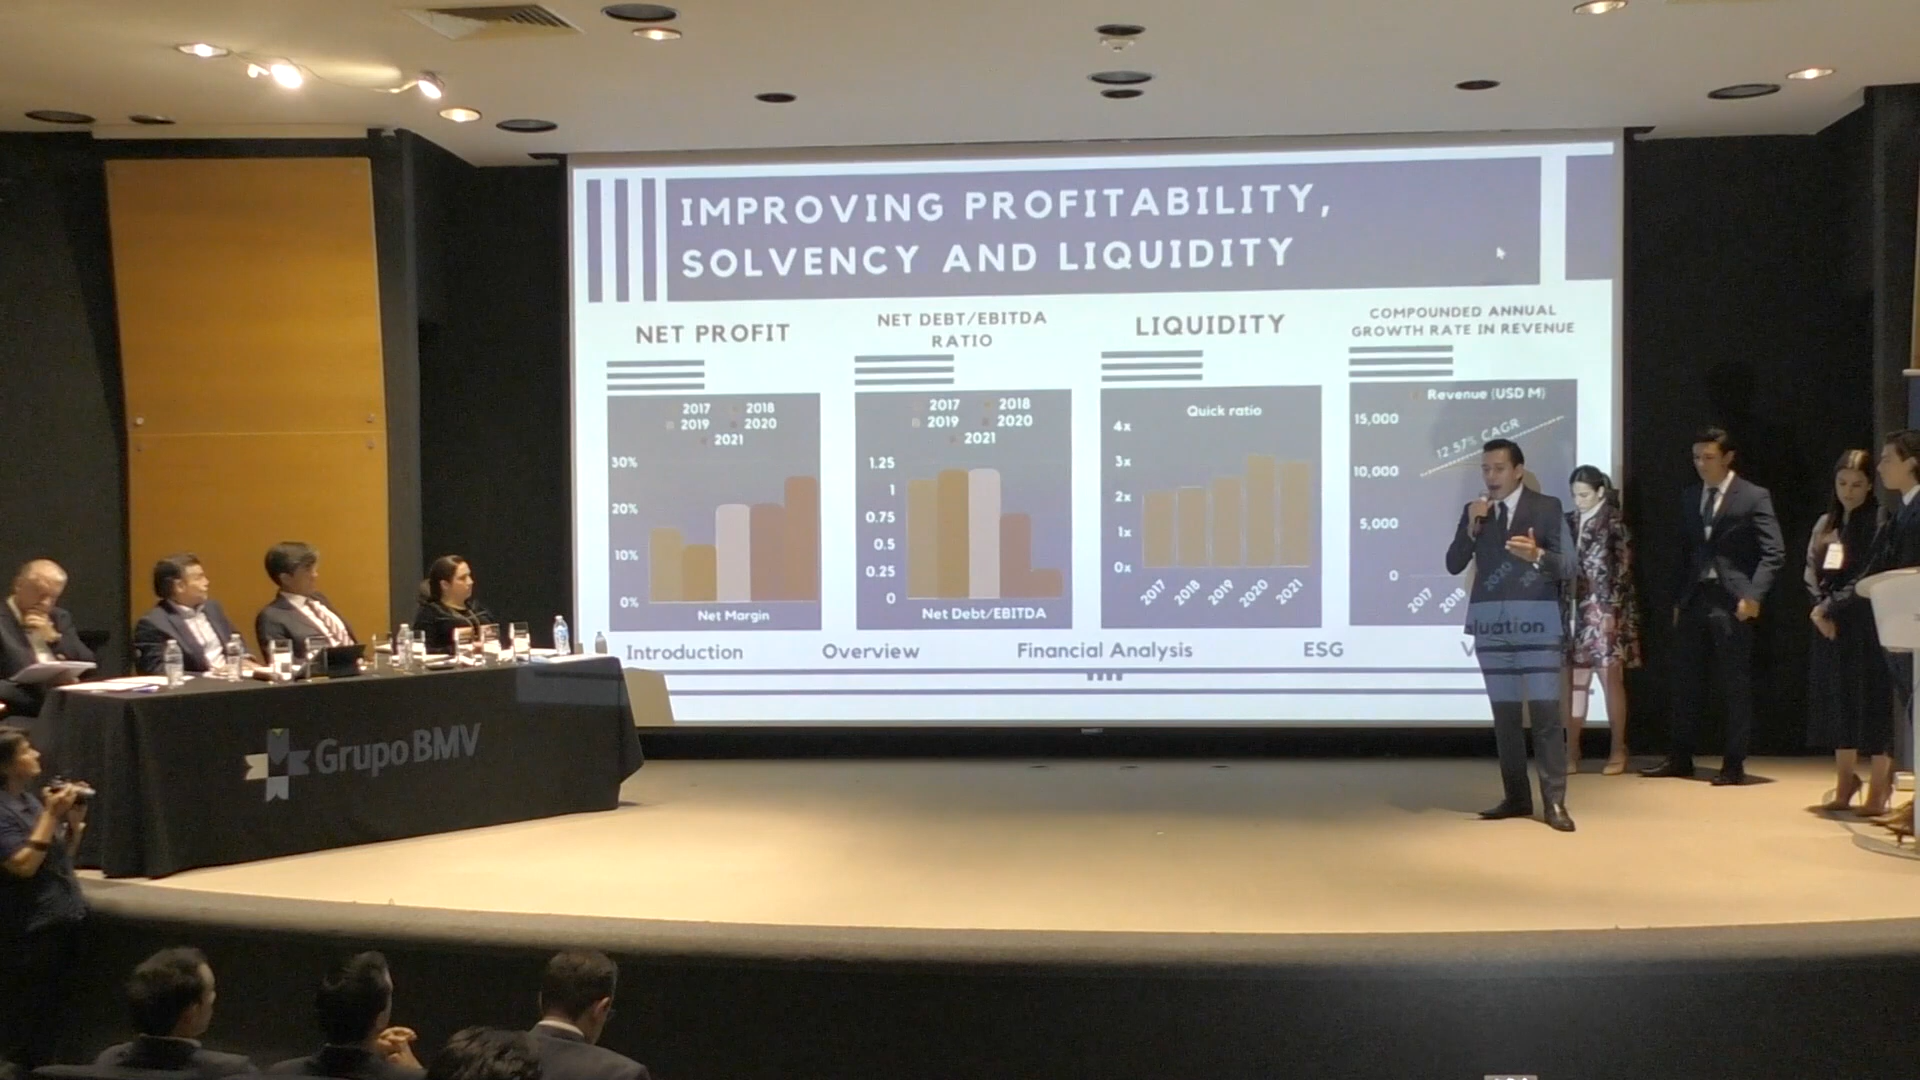 IMPROVING PROFITABILITY,
SOLVENCY AND LIQUIDITY
NET PROFIT
2017 2018
2019 2020
2021
30%
20%
10%
0%
Net Margin
NET DEBT/EBITDA
RATIO
2017 2018
2019 2020
2021
1.25
1
0.75
0.5
0.25
0
Net Debt/EBITDA
LIQUIDITY
Quick ratio
4x
3x
2x
1x
0x
2017 2018 2019 2020 2021
COMPOUNDED ANNUAL
GROWTH RATE IN REVENUE
Revenue (USD M)
15,000
10,000
5,000
0
12.57% CAGR
2017 2018 2020
Introduction Overview Financial Analysis ESG
Grupo BMV